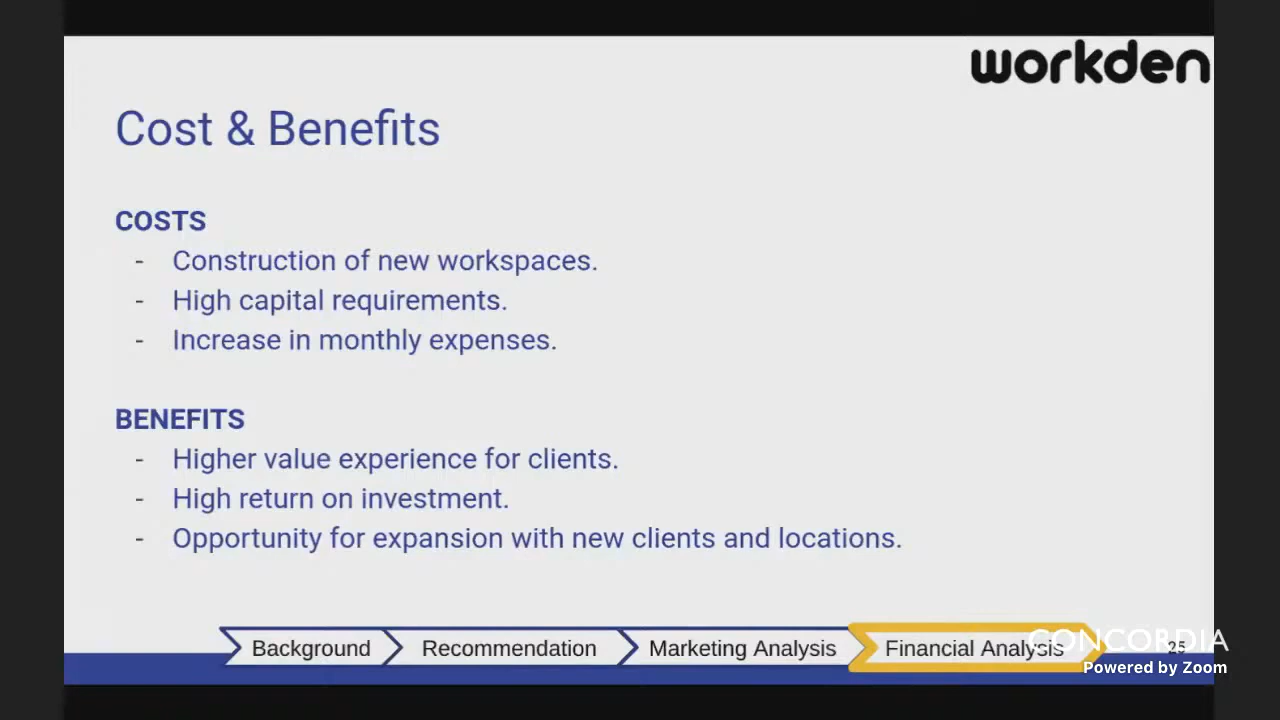 workden
Cost & Benefits
COSTS
- Construction of new workspaces.
- High capital requirements.
- Increase in monthly expenses.
BENEFITS
- Higher value experience for clients.
- High return on investment.
- Opportunity for expansion with new clients and locations.
Background Recommendation Marketing Analysis Financial Analysis 25
CONCORDIA
Powered by Zoom